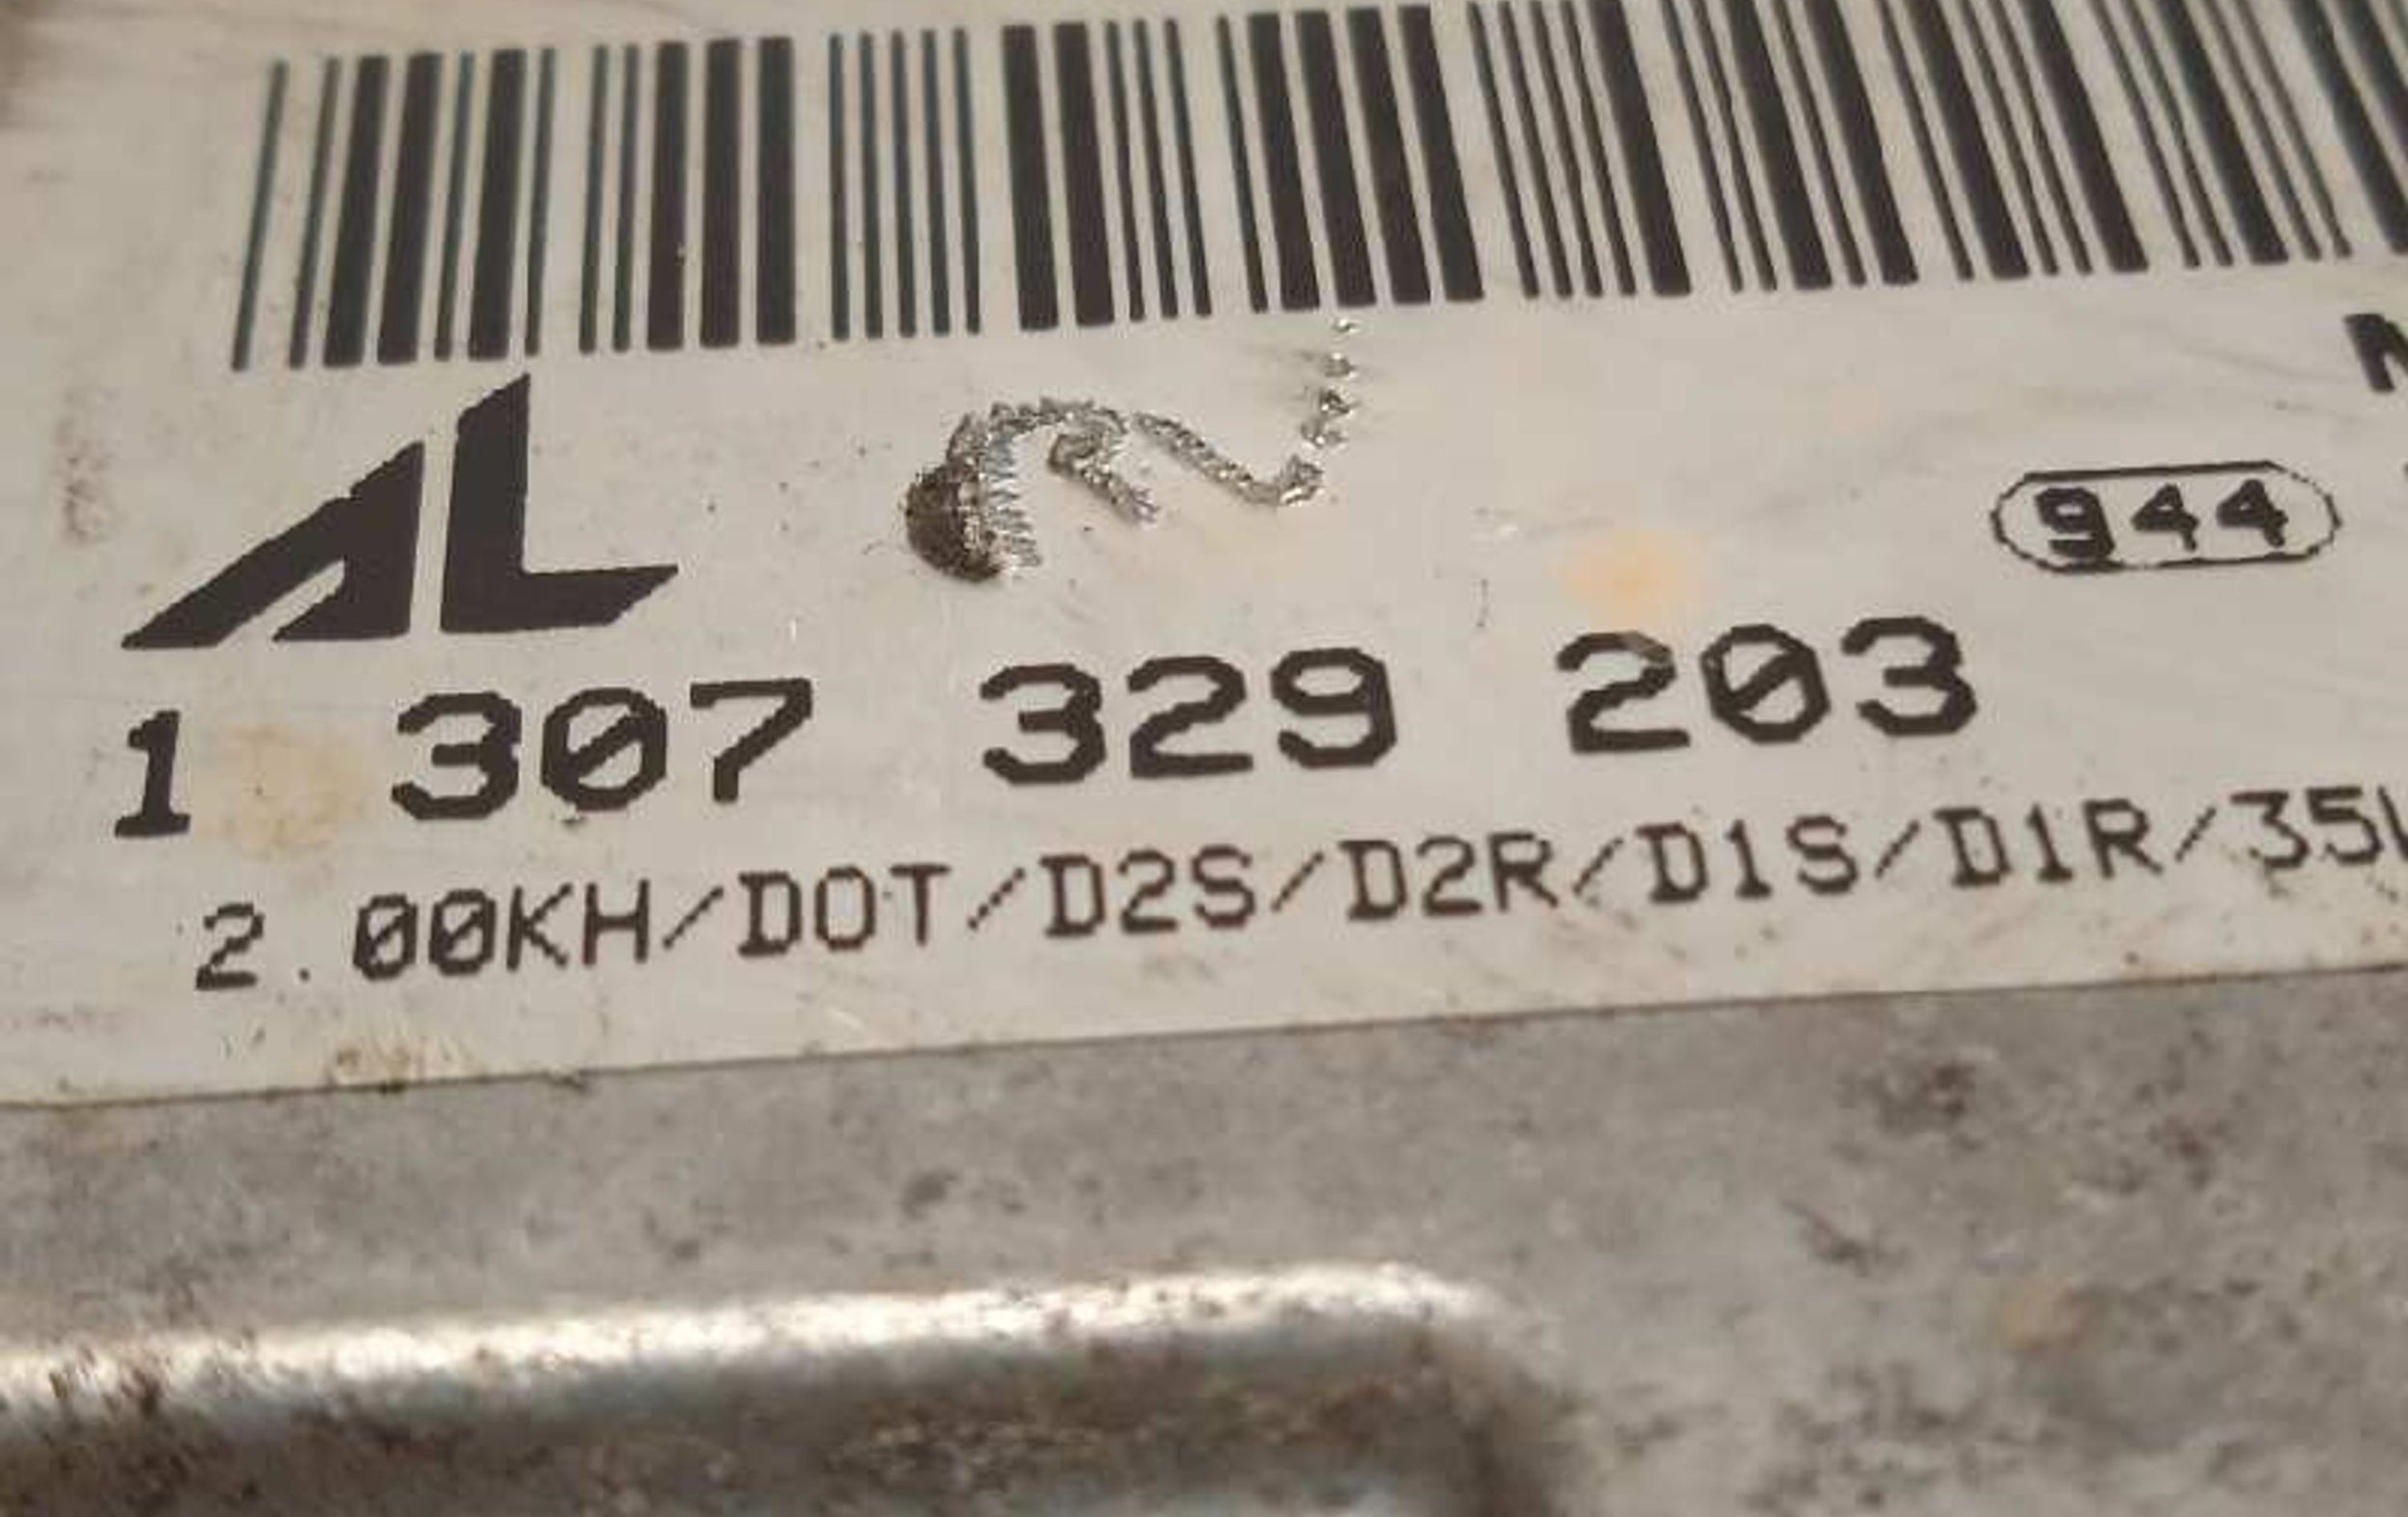 AL
944
1 307 329 203
2.00KH/DOT/D2S/D2R/D1S/D1R/35